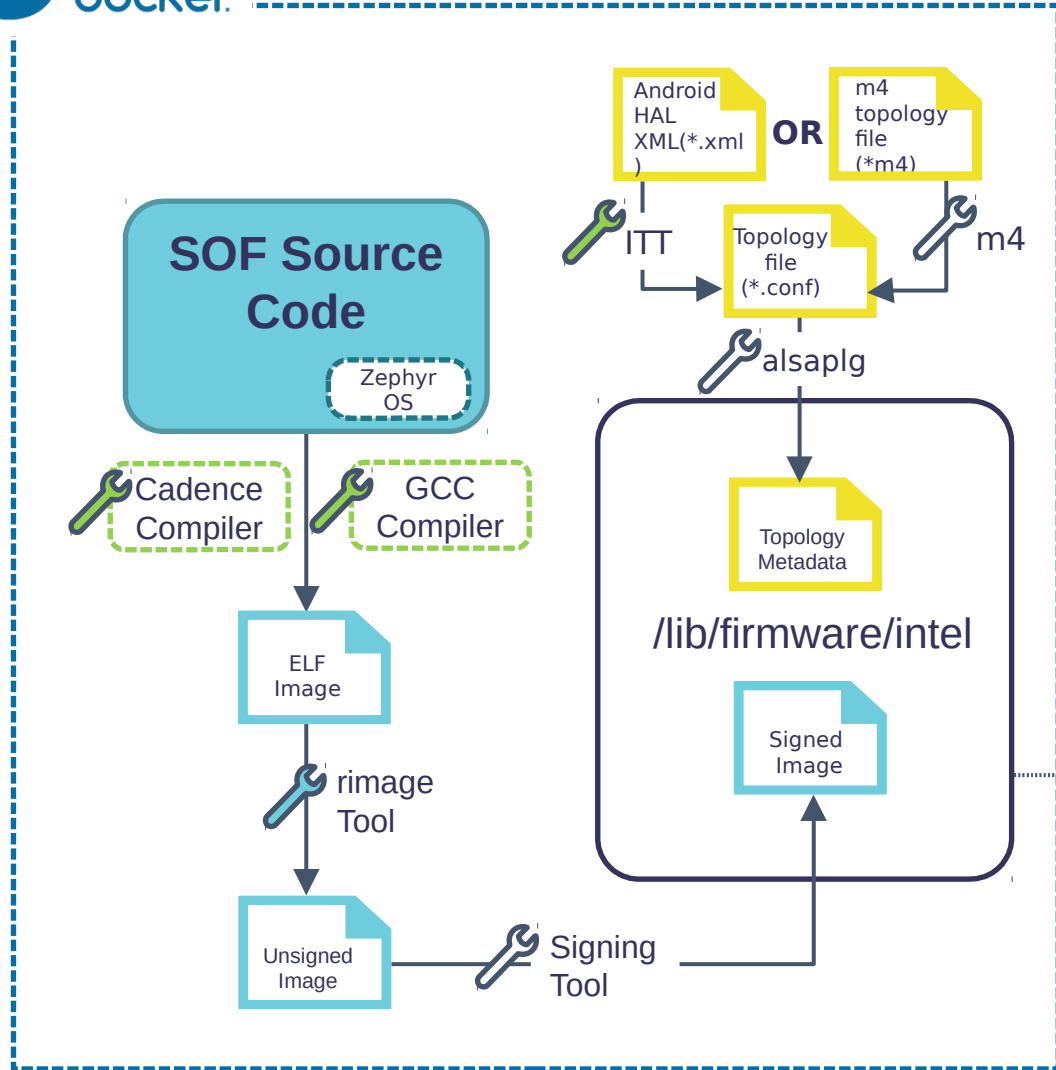 docker.
Android
HAL
XML(*.xml
)
OR
m4
topology
file
(*m4)
ITT
Topology
file
(*.conf)
m4
alsaplg
SOF Source
Code
Zephyr
OS
Cadence
Compiler
GCC
Compiler
ELF
Image
rimage
Tool
Unsigned
Image
Signing
Tool
Topology
Metadata
/lib/firmware/intel
Signed
Image